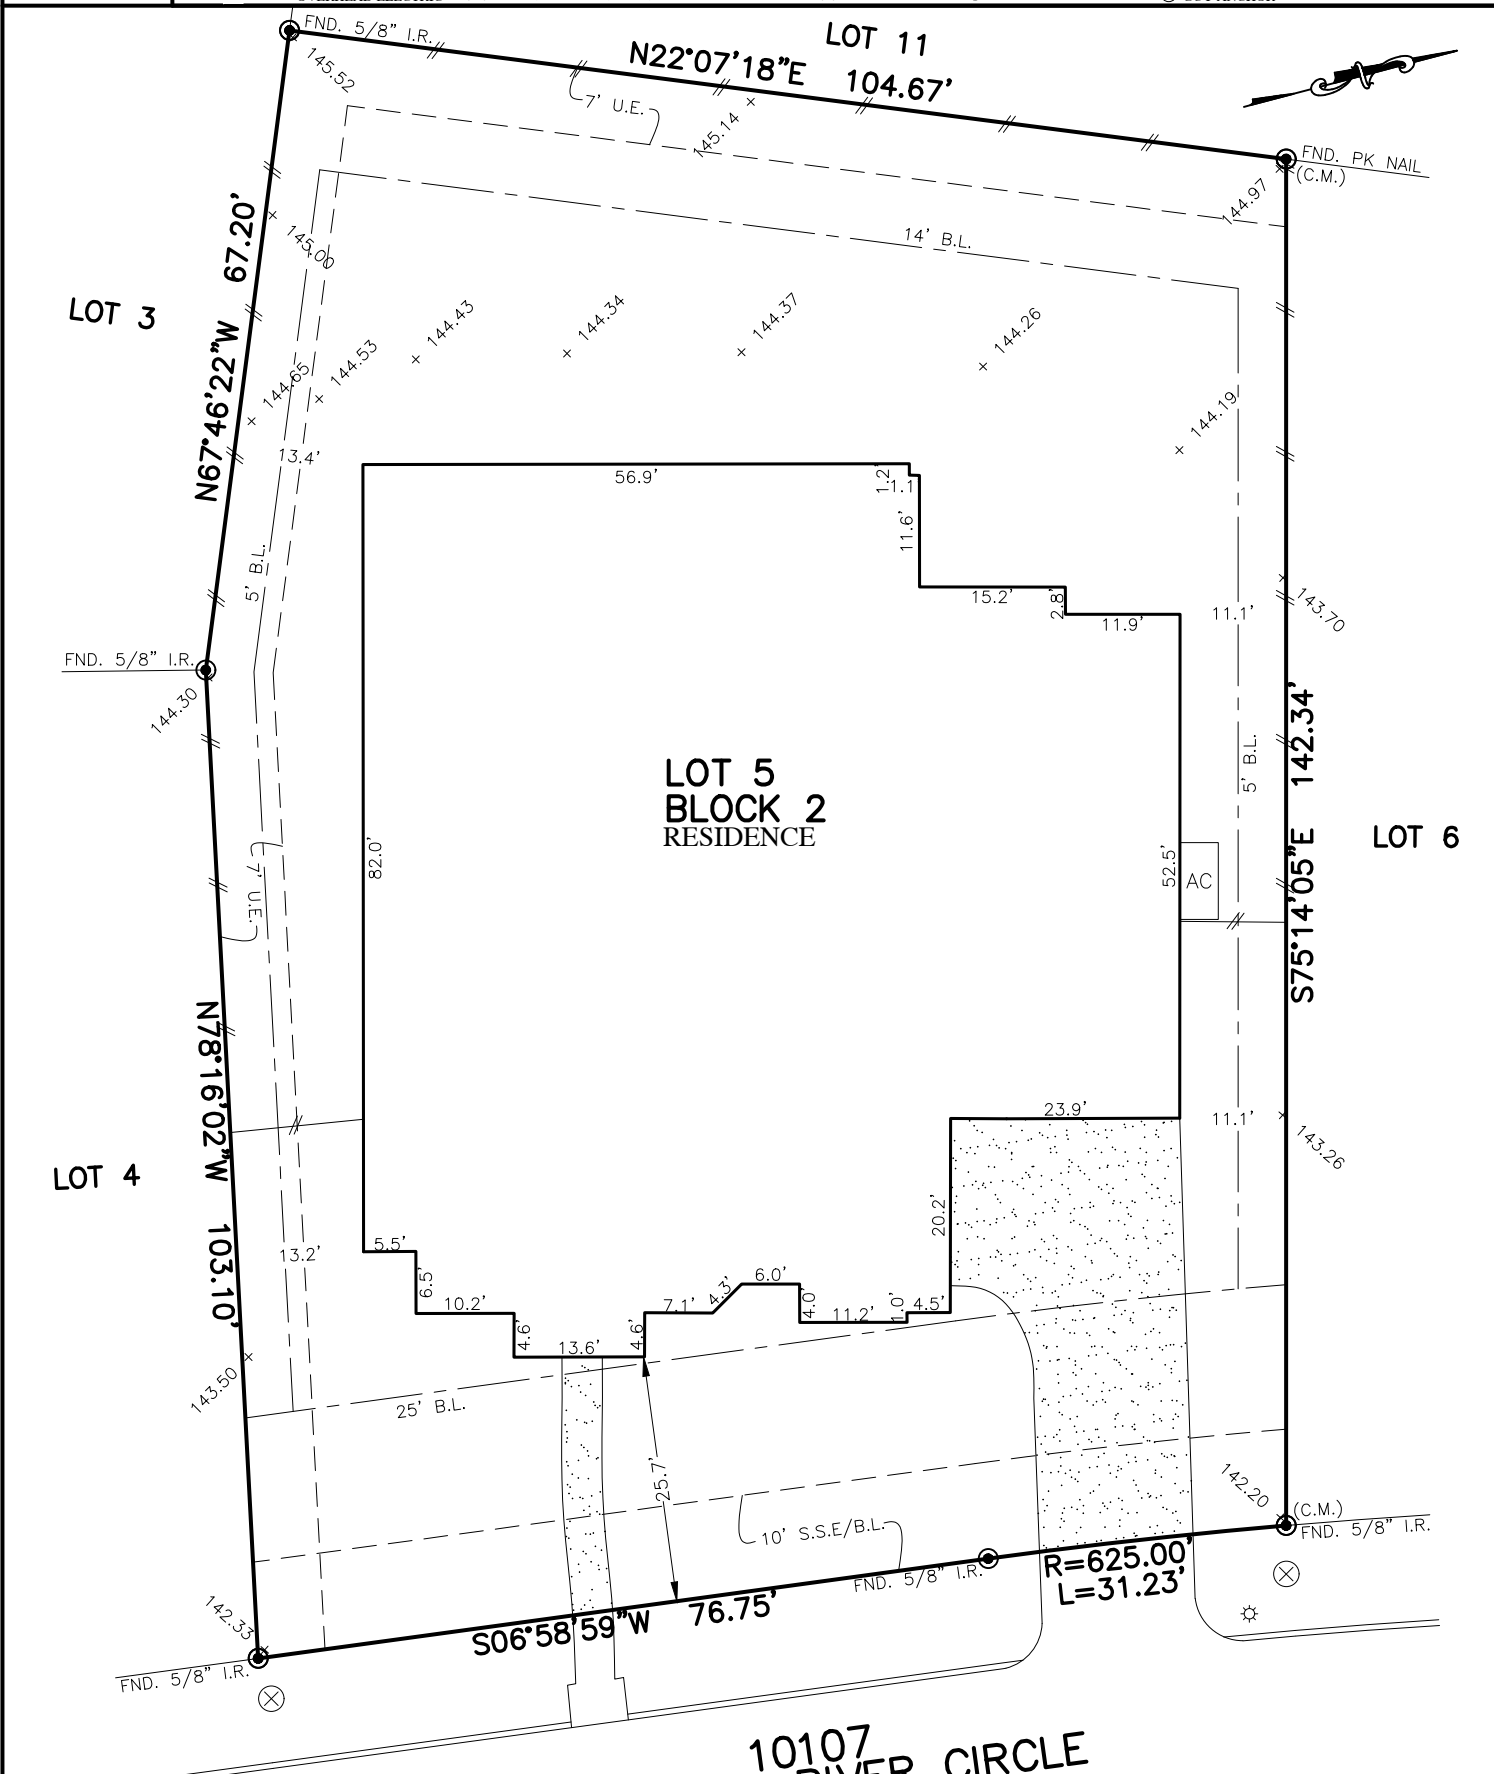 FND. 5/8" I.R.
LOT 11
N22°07'18"E 104.67'
145.52
7' U.E.
145.14
FND. PK NAIL
(C.M.)
144.97
14' B.L.
67.20'
N67°46'22"W
145.00
LOT 3
144.43
144.34
144.37
144.26
144.65
144.53
144.19
13.4'
56.9'
1.2
1.1
11.6'
5' B.L.
15.2'
2.8'
11.9'
11.1'
143.70
FND. 5/8" I.R.
144.30
S75°14'05"E 142.34'
5' B.L.
LOT 5
BLOCK 2
RESIDENCE
LOT 6
82.0'
52.5'
AC
7' U.E.
N78°16'02"W 103.10'
23.9'
11.1'
143.26
LOT 4
20.2'
13.2'
5.5'
6.5'
10.2'
4.6'
13.6'
4.6'
7.1'
4.3'
6.0'
4.0'
11.2'
1.0'
4.5'
143.50
25' B.L.
25.7'
142.20
(C.M.)
FND. 5/8" I.R.
10' S.S.E/B.L.
FND. 5/8" I.R.
R=625.00'
L=31.23'
142.33
S06°58'59"W 76.75'
FND. 5/8" I.R.
10107
RIVER CIRCLE